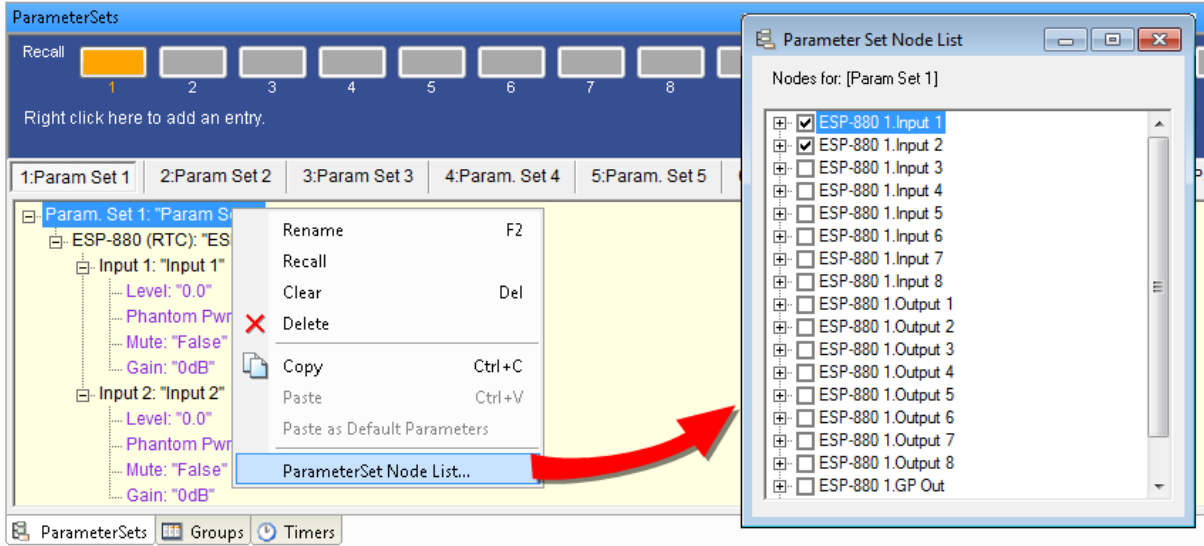 ParameterSets
Recall
1 2 3 4 5 6 7 8
Right click here to add an entry.
1:Param Set 1 2:Param Set 2 3:Param Set 3 4:Param. Set 4 5:Param. Set 5
Param. Set 1: "Param S
ESP-880 (RTC): "ES
Input 1: "Input 1"
Level: "0.0"
Phantom Pwr
Mute: "False"
Gain: "0dB"
Input 2: "Input 2"
Level: "0.0"
Phantom Pwr
Mute: "False"
Gain: "0dB"
Rename F2
Recall
Clear Del
Delete
Copy Ctrl+C
Paste Ctrl+V
Paste as Default Parameters
ParameterSet Node List...
ParameterSets Groups Timers
Parameter Set Node List
Nodes for: [Param Set 1]
ESP-880 1.Input 1
ESP-880 1.Input 2
ESP-880 1.Input 3
ESP-880 1.Input 4
ESP-880 1.Input 5
ESP-880 1.Input 6
ESP-880 1.Input 7
ESP-880 1.Input 8
ESP-880 1.Output 1
ESP-880 1.Output 2
ESP-880 1.Output 3
ESP-880 1.Output 4
ESP-880 1.Output 5
ESP-880 1.Output 6
ESP-880 1.Output 7
ESP-880 1.Output 8
ESP-880 1.GP Out